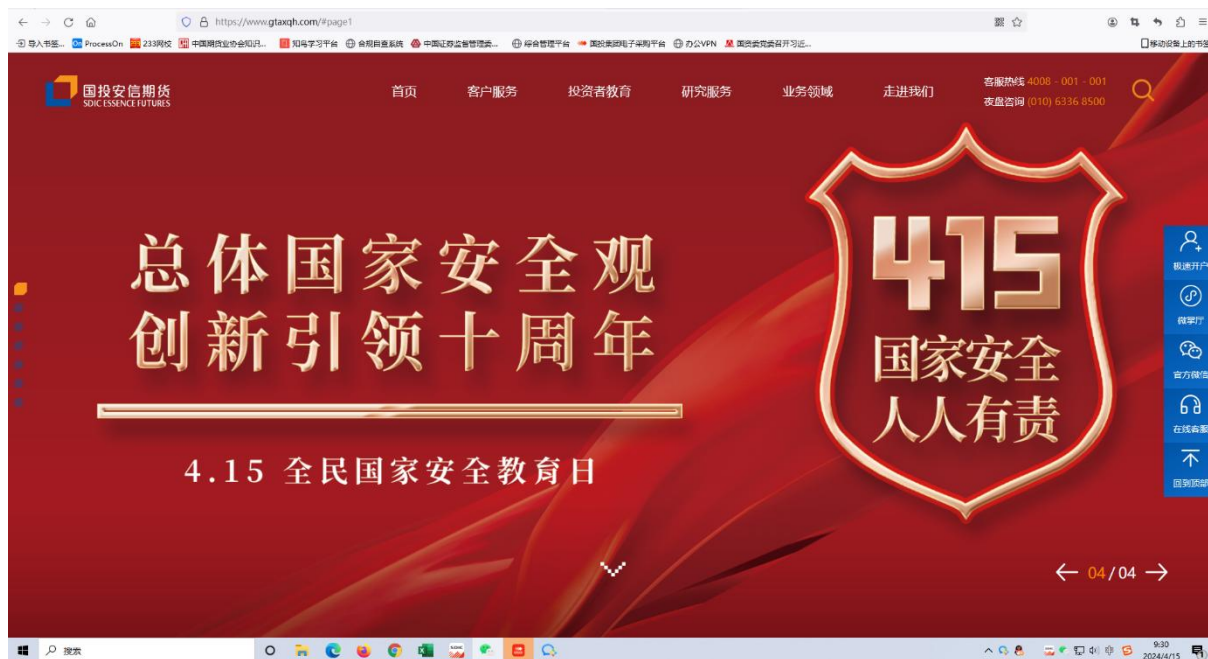 https://www.gtaxqh.com/#page1
导入书签... ProcessOn 233网校 中国期货业协会知识... 知鸟学习平台 合规自查系统 中国证券监督管理委... 综合管理平台 国投集团电子采购平台 办公VPN 国资委党委召开习近... 移动设备上的书签
国投安信期货
SDIC ESSENCE FUTURES
首页 客户服务 投资者教育 研究服务 业务领域 走进我们
客服热线 4008 - 001 - 001
夜盘咨询 (010) 6336 8500
总体国家安全观
创新引领十周年
4.15 全民国家安全教育日
415
国家安全
人人有责
极速开户
微掌厅
官方微信
在线客服
回到顶部
04 / 04
搜索
9:30
2024/4/15